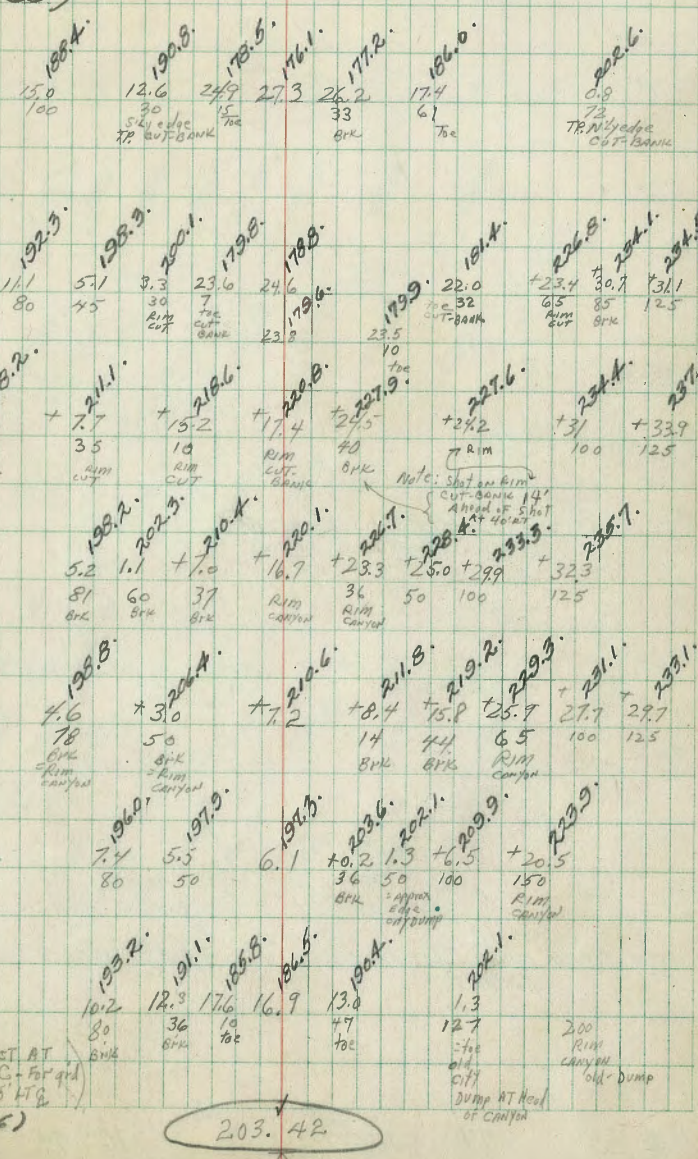 188.4. 190.8. 178.5. 176.1. 177.2. 186.0. 202.6.
15.0 12.6 24.9 27.3 26.2 17.4 0.8
100 30 15 33 61 72
Sly edge Toe Brk Toe TP. Nly edge
TP. CUT-BANK CUT-BANK
192.3. 198.3. 200.1. 179.8. 178.8. 181.4. 226.8. 234.1. 234.
11.1 5.1 3.3 23.6 24.6 22.0 +23.4 +30.7 +31.1
80 45 30 7 32 65 85 125
RIM CUT toe CUT BANK toe CUT-BANK RIM CUT Brk
179.6. 179.9.
23.8 23.5
10
toe
8.2. 211.1. 218.6. 220.8. 227.9. 227.6. 234.4. 237.
+7.7 +15.2 +17.4 +24.5 +24.2 +31 +33.9
35 10 40 RIM 100 125
RIM CUT RIM CUT RIM CUT-BANK Brk
Note: Shot on Rim
CUT-BANK 14'
Ahead of Shot
+ 40' RT
198.2. 202.3. 210.4. 220.1. 226.7. 228.4. 233.3. 235.7.
5.2 1.1 +7.0 +16.7 +23.3 +25.0 +29.9 +32.3
81 60 37 36 50 100 125
Brk Brk Brk RIM CANYON RIM CANYON
198.8. 206.4. 210.6. 211.8. 219.2. 229.3. 231.1. 233.1.
4.6 +3.0 +7.2 +8.4 +15.8 +25.9 +27.7 29.7
78 50 14 44 65 100 125
Brk Brk Brk Brk RIM
=Rim =Rim CANYON
CANYON CANYON
196.0. 197.9. 197.3. 203.6. 202.1. 209.9. 223.9.
7.4 5.5 6.1 +0.2 1.3 +6.5 +20.5
80 50 36 50 100 150
Brk =Approx RIM
Edge CANYON
city DUMP
193.2. 191.1. 185.8. 186.5. 190.4. 202.1.
10.2 12.3 17.6 16.9 13.0 1.3
80 36 10 47 127 200
Brk Brk toe toe =toe RIM
old CANYON
city old-Dump
Dump AT Head
of CANYON
ST AT
- For grd
LT
203.42